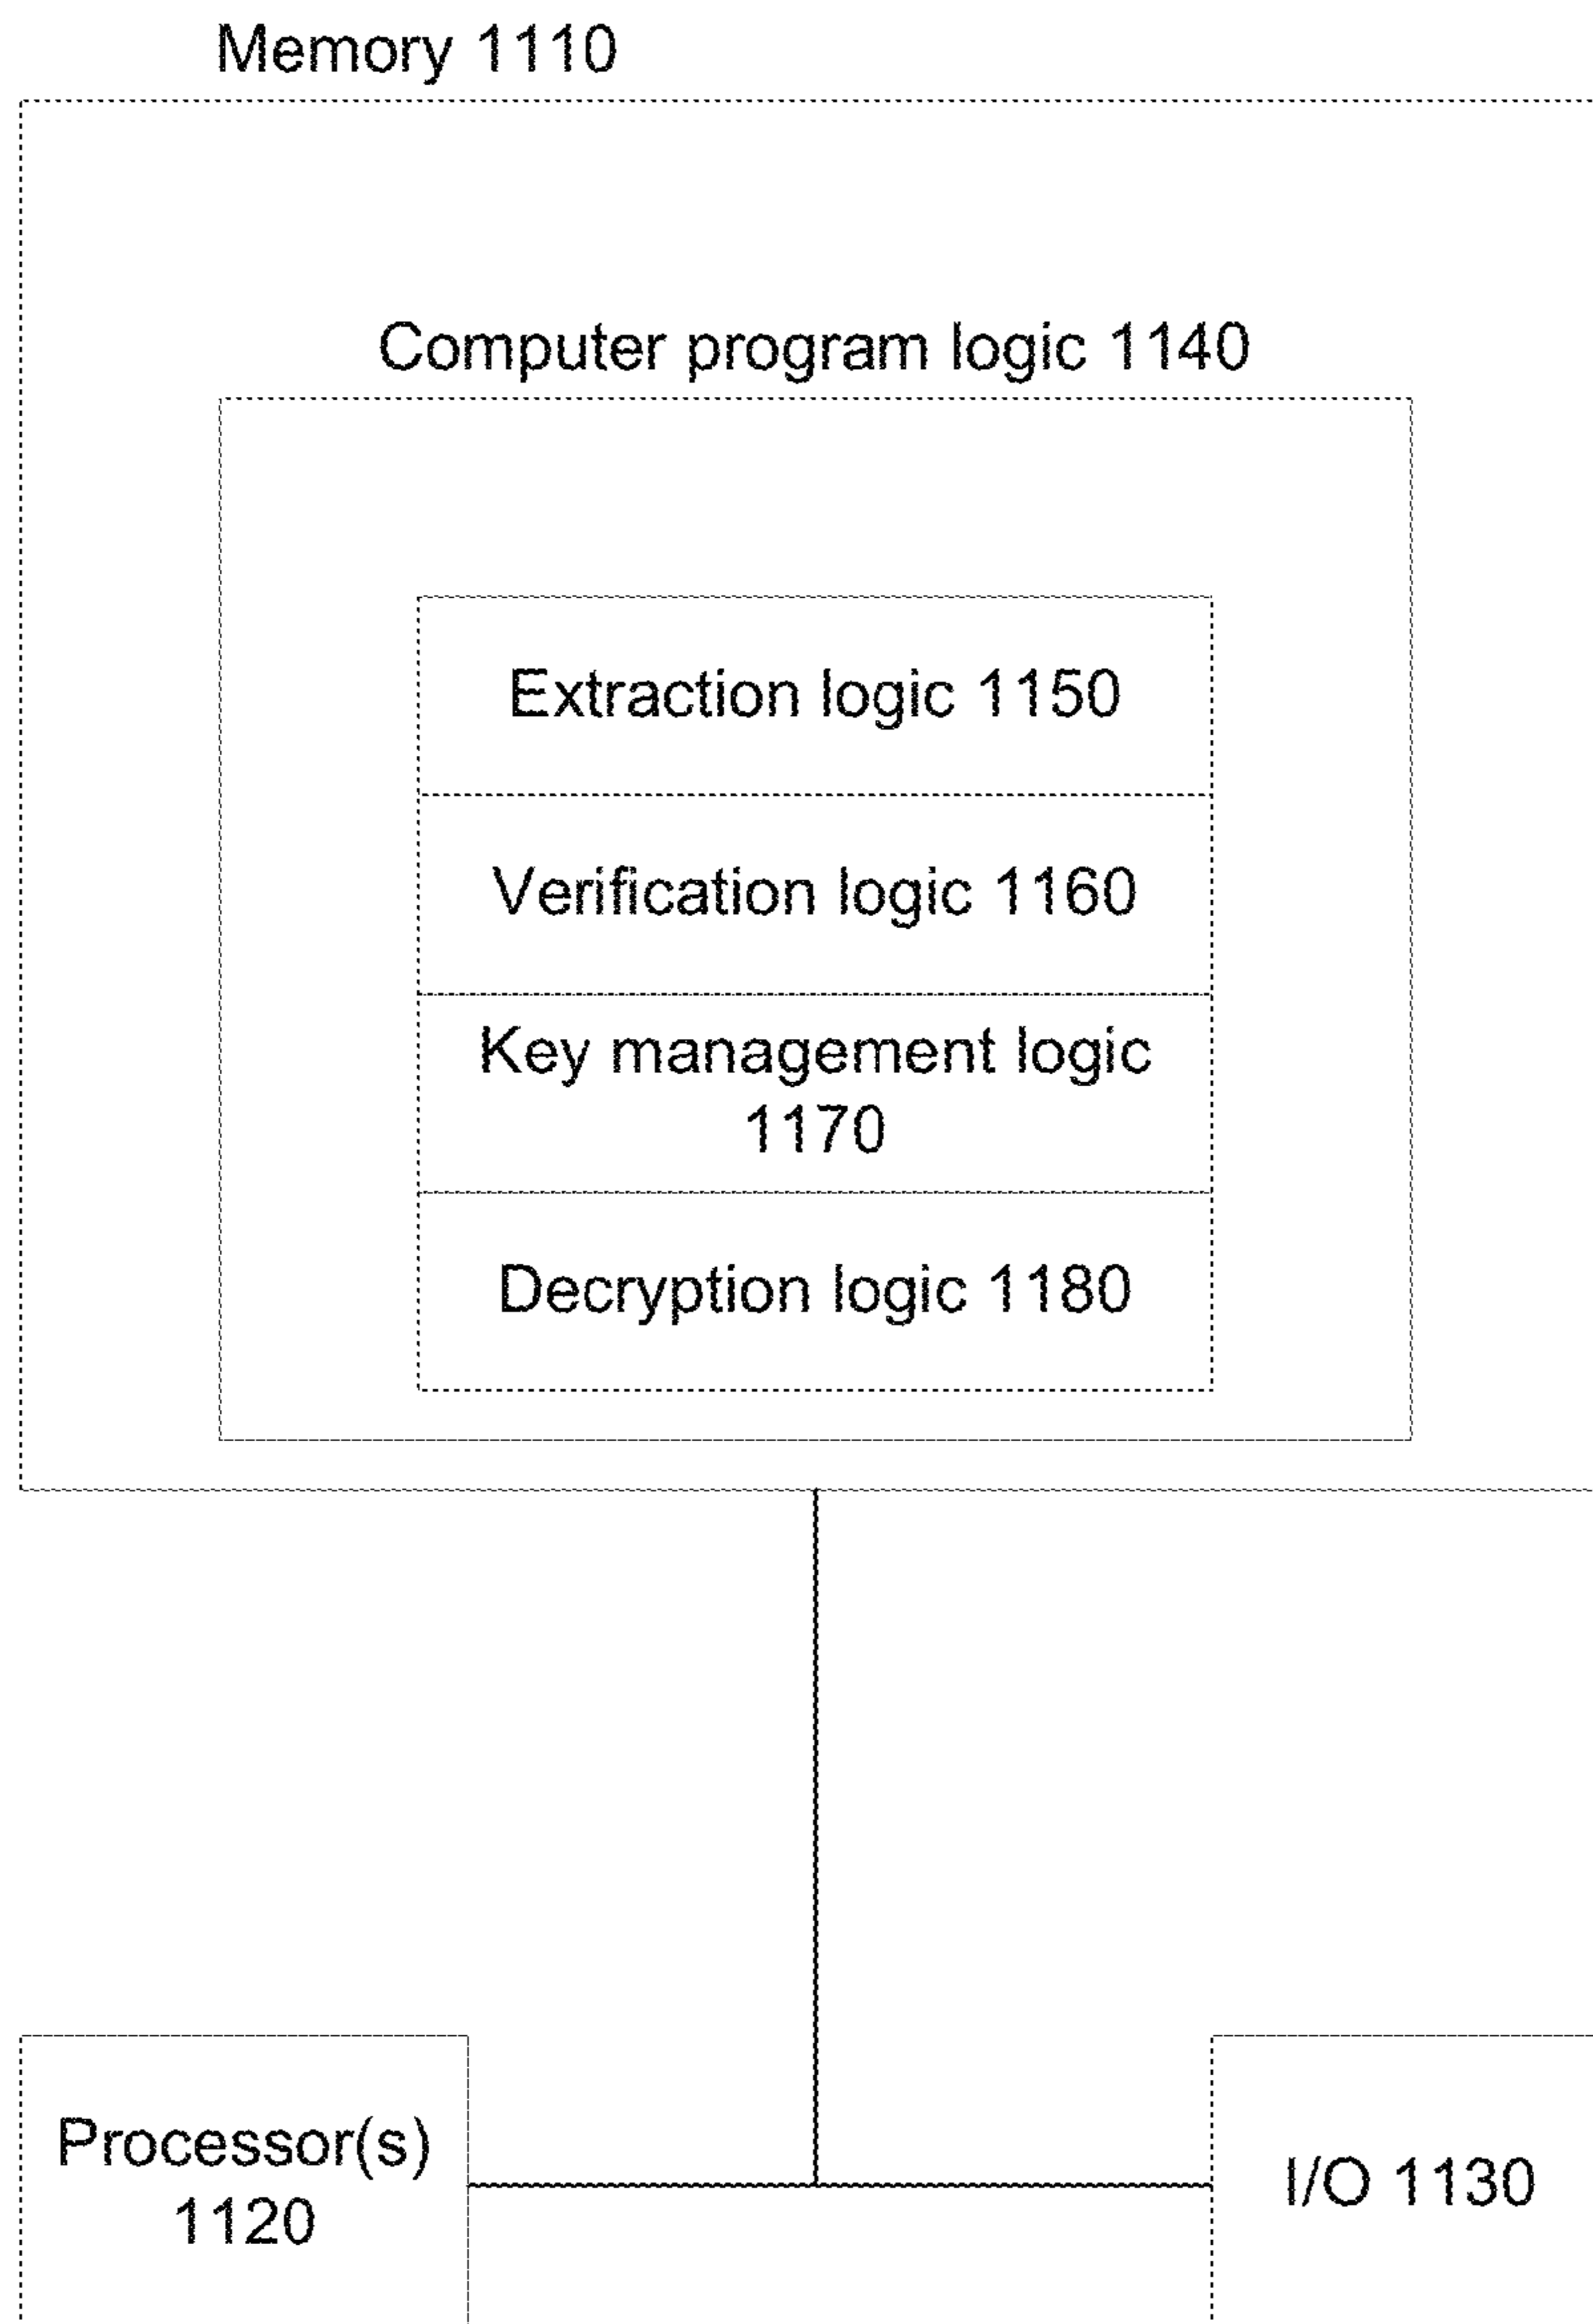 Memory 1110
Computer program logic 1140
Extraction logic 1150
Verification logic 1160
Key management logic
1170
Decryption logic 1180
Processor(s)
1120
I/O 1130